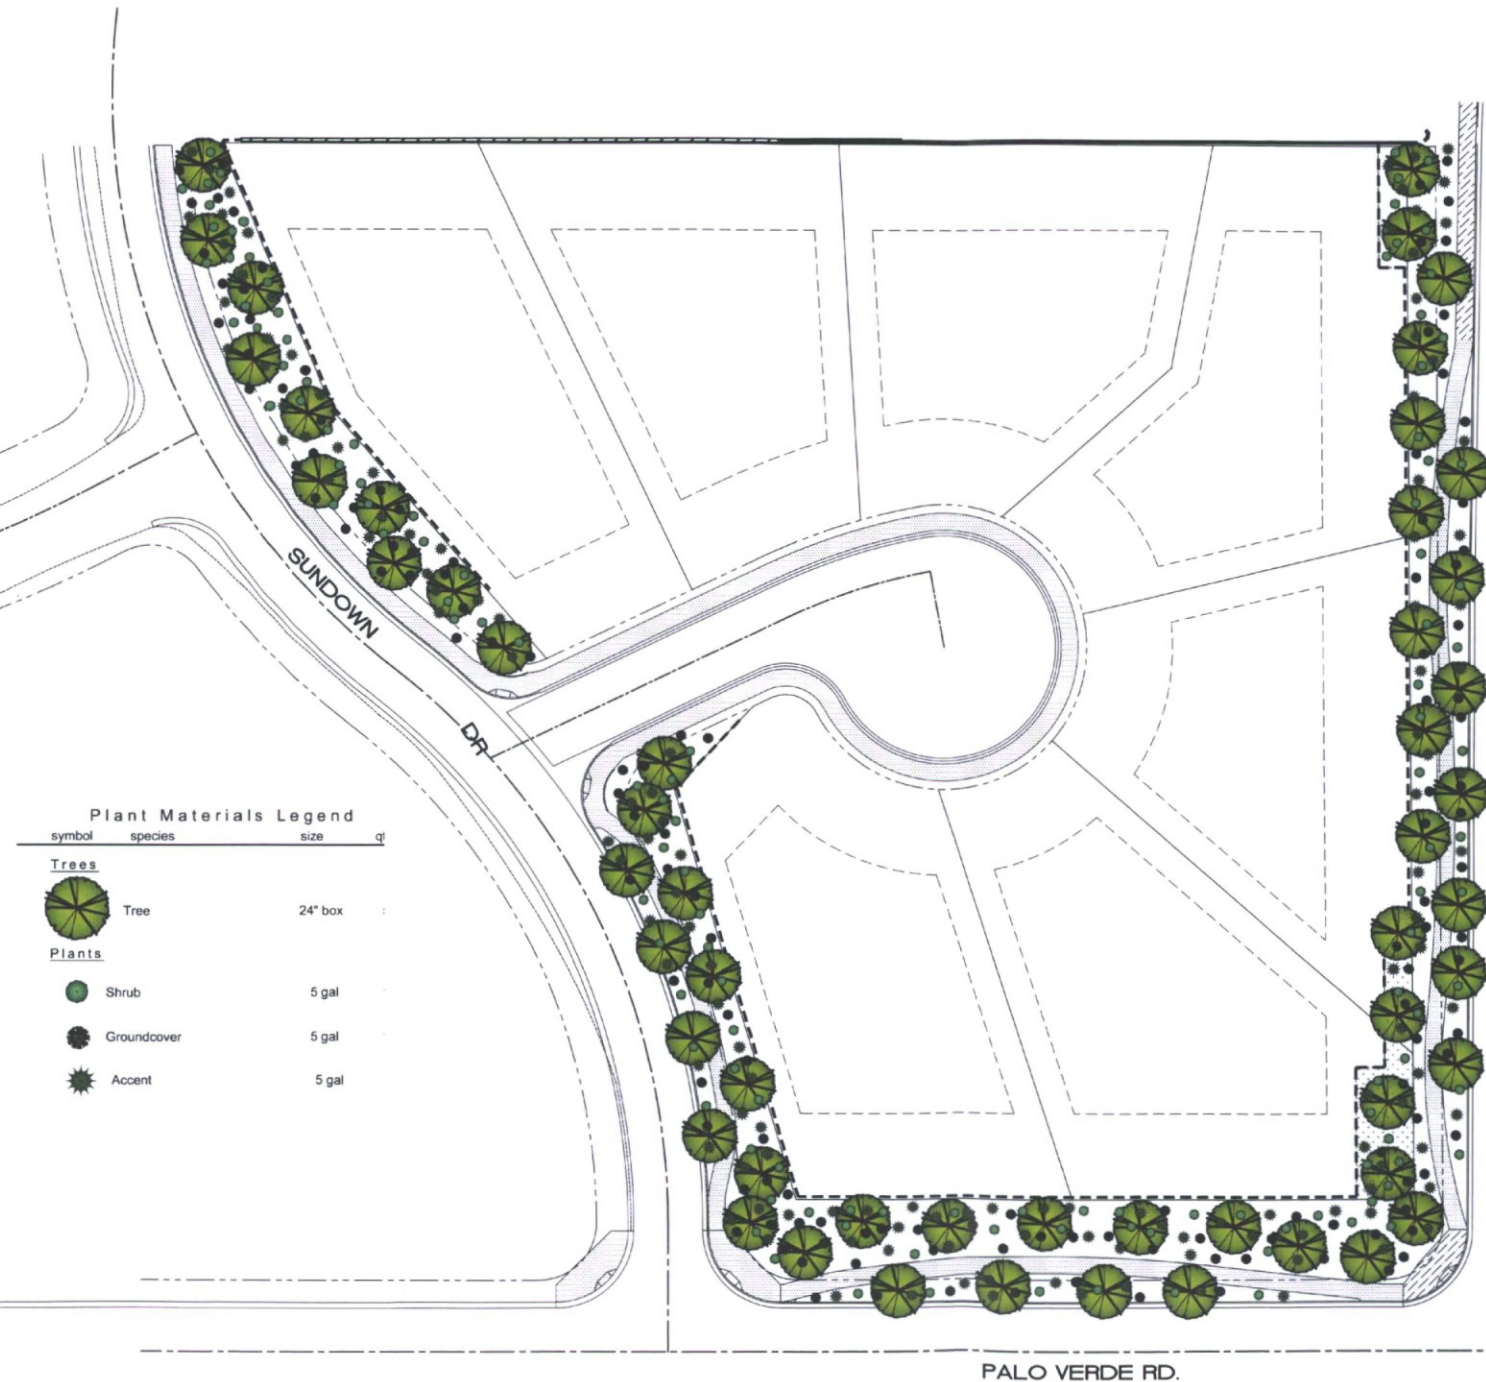 SUNDOWN
DR
Plant Materials Legend
symbol species size
Trees
Tree 24" box
Plants
Shrub 5 gal
Groundcover 5 gal
Accent 5 gal
PALO VERDE RD.